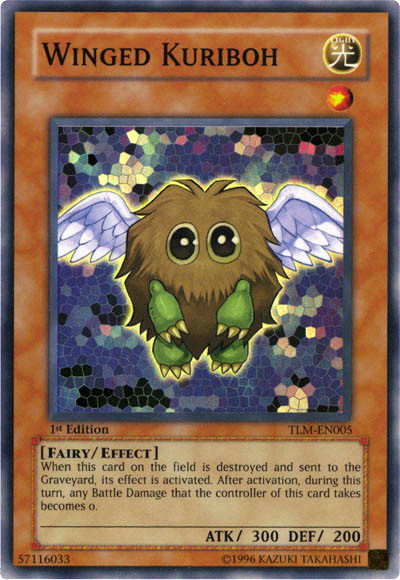 WINGED KURIBOH
LIGHT
光
1st Edition
TLM-EN005
[FAIRY/EFFECT]
When this card on the field is destroyed and sent to the
Graveyard, its effect is activated. After activation, during this
turn, any Battle Damage that the controller of this card takes
becomes 0.
ATK/ 300 DEF/ 200
57116033
©1996 KAZUKI TAKAHASHI